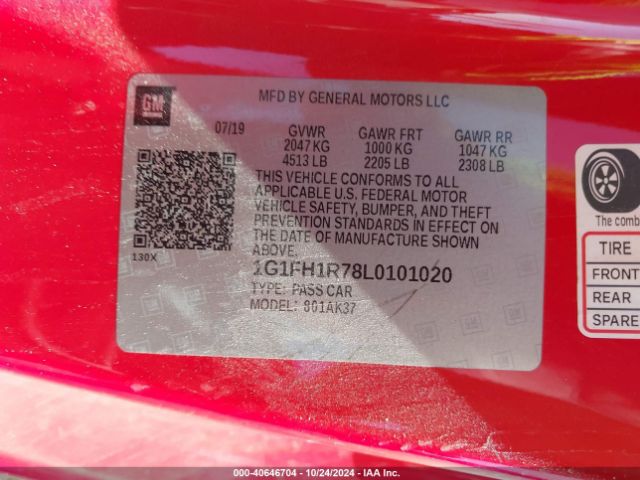 GM
MFD BY GENERAL MOTORS LLC
07/19 GVWR GAWR FRT GAWR RR
2047 KG 1000 KG 1047 KG
4513 LB 2205 LB 2308 LB
THIS VEHICLE CONFORMS TO ALL
APPLICABLE U.S. FEDERAL MOTOR
VEHICLE SAFETY, BUMPER, AND THEFT
PREVENTION STANDARDS IN EFFECT ON
THE DATE OF MANUFACTURE SHOWN
ABOVE.
130X
1G1FH1R78L0101020
TYPE: PASS CAR
MODEL: 801AK37
The comb
TIRE
FRONT
REAR
SPARE
000-40646704 - 10/24/2024 - IAA Inc.